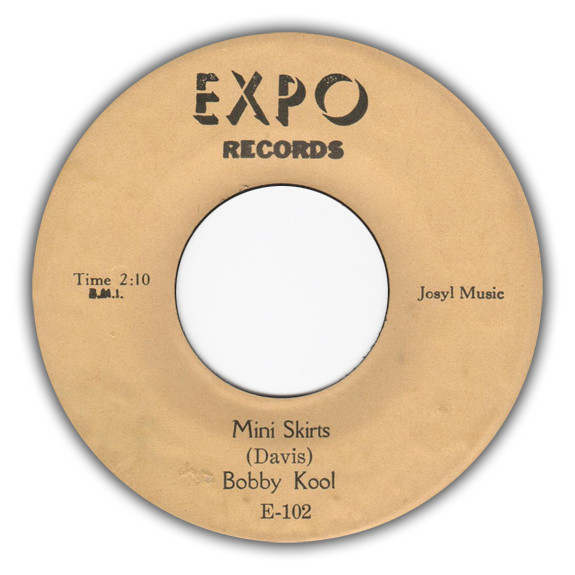 EXPO
RECORDS
Time 2:10
B.M.I.
Josyl Music
Mini Skirts
(Davis)
Bobby Kool
E-102